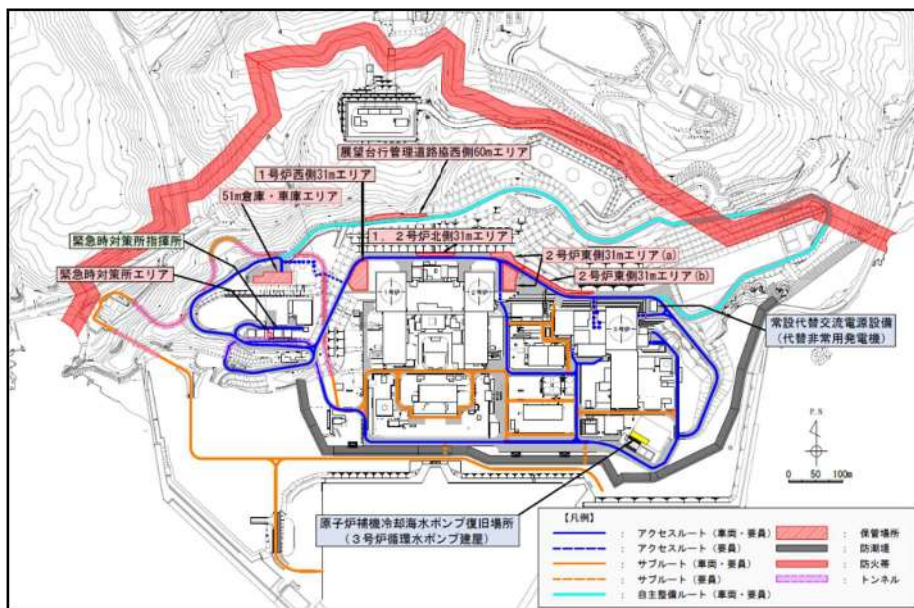 展望台行管理道路脇西側60mエリア
1号炉西側31mエリア
51m倉庫・車庫エリア
1，2号炉北側31mエリア
緊急時対策所指揮所
2号炉東側31mエリア(a)
緊急時対策所エリア
2号炉東側31mエリア(b)
1号炉
2号炉
3号炉
常設代替交流電源設備
(代替非常用発電機)
P.N
0 50 100m
原子炉補機冷却海水ポンプ復旧場所
(3号炉循環水ポンプ建屋)
【凡例】
： アクセスルート（車両・要員）
： 保管場所
： アクセスルート（要員）
： 防潮堤
： サブルート（車両・要員）
： 防火帯
： サブルート（要員）
： トンネル
： 自主整備ルート（車両・要員）